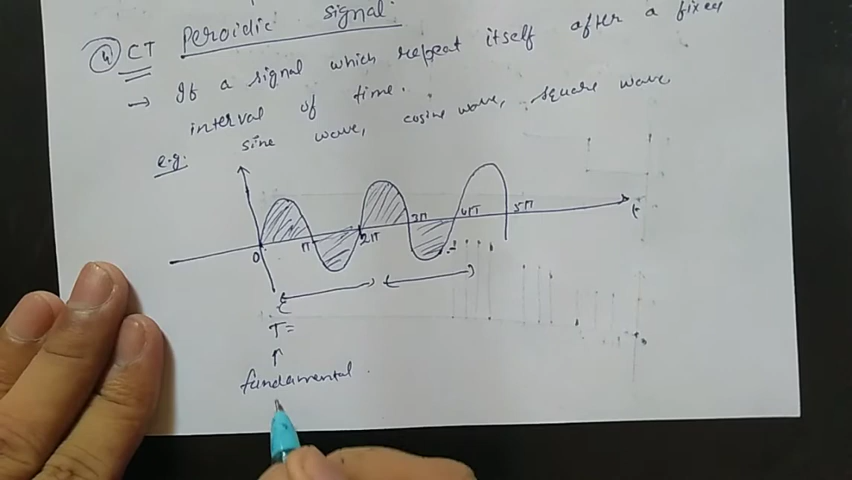 (4) CT Peroidic Signal.
→ If a signal which repeat itself after a fixed
interval of time.
e.g: sine wave, cosine wave, square wave
0 π 2π 3π 4π 5π t
T=
↑
fundamental